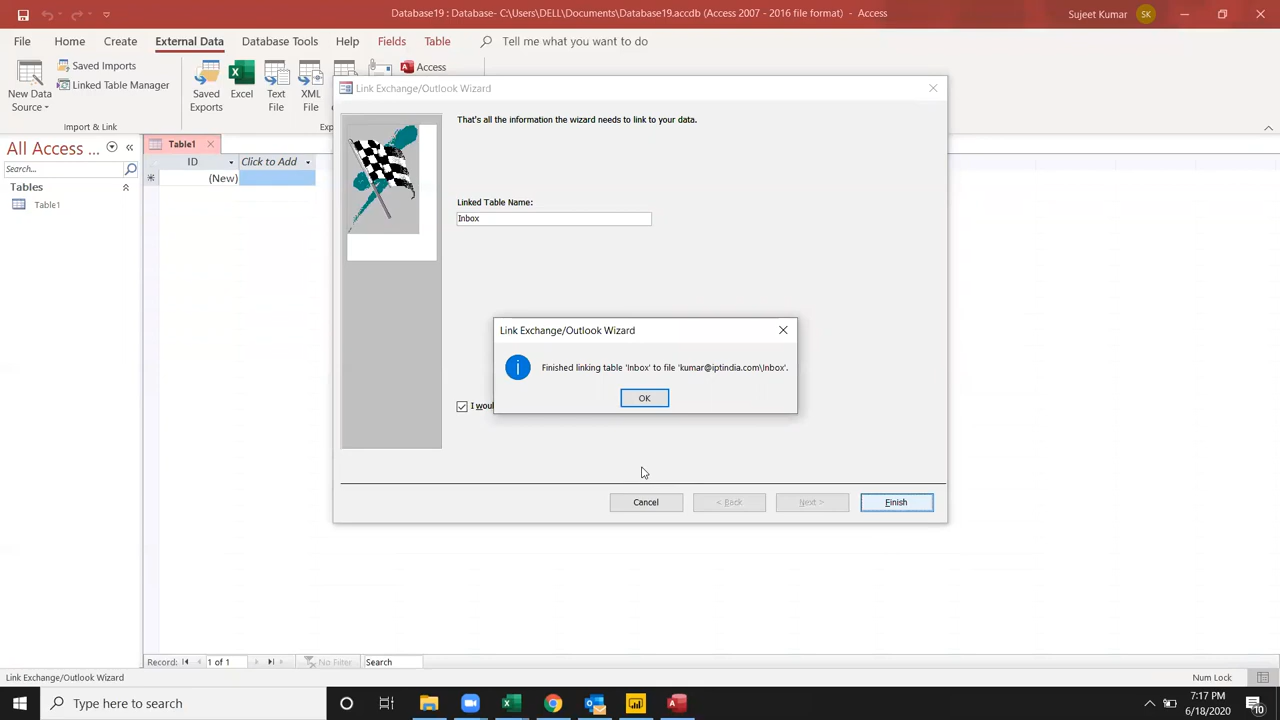 Database19 : Database- C:\Users\DELL\Documents\Database19.accdb (Access 2007 - 2016 file format) - Access
Sujeet Kumar
SK
File
Home
Create
External Data
Database Tools
Help
Fields
Table
Tell me what you want to do
New Data
Source
Saved Imports
Linked Table Manager
Import & Link
Saved
Exports
Excel
Text
File
XML
File
Access
Exp
All Access ...
Search...
Tables
Table1
Table1
ID
Click to Add
(New)
Link Exchange/Outlook Wizard
That's all the information the wizard needs to link to your data.
Linked Table Name:
Inbox
I woul
Link Exchange/Outlook Wizard
Finished linking table 'Inbox' to file 'kumar@iptindia.com\Inbox'.
OK
Cancel
< Back
Next >
Finish
Record:
1 of 1
No Filter
Search
Link Exchange/Outlook Wizard
Num Lock
Type here to search
7:17 PM
6/18/2020
10